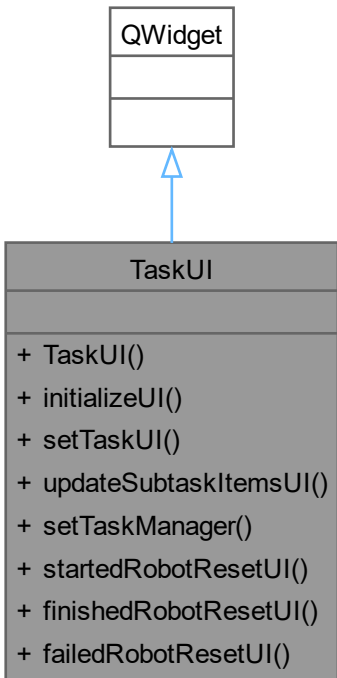 QWidget
TaskUI
+ TaskUI()
+ initializeUI()
+ setTaskUI()
+ updateSubtaskItemsUI()
+ setTaskManager()
+ startedRobotResetUI()
+ finishedRobotResetUI()
+ failedRobotResetUI()